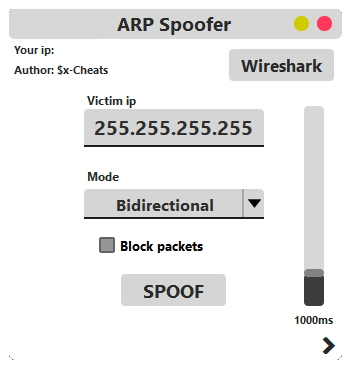 ARP Spoofer
Your ip:
Author: $x-Cheats
Wireshark
Victim ip
255.255.255.255
Mode
Bidirectional
Block packets
SPOOF
1000ms